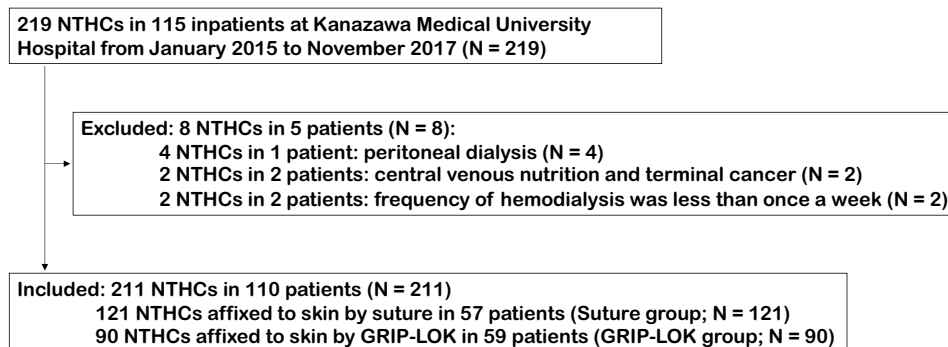 219 NTHCs in 115 inpatients at Kanazawa Medical University
Hospital from January 2015 to November 2017 (N = 219)
Excluded: 8 NTHCs in 5 patients (N = 8):
4 NTHCs in 1 patient: peritoneal dialysis (N = 4)
2 NTHCs in 2 patients: central venous nutrition and terminal cancer (N = 2)
2 NTHCs in 2 patients: frequency of hemodialysis was less than once a week (N = 2)
Included: 211 NTHCs in 110 patients (N = 211)
121 NTHCs affixed to skin by suture in 57 patients (Suture group; N = 121)
90 NTHCs affixed to skin by GRIP-LOK in 59 patients (GRIP-LOK group; N = 90)